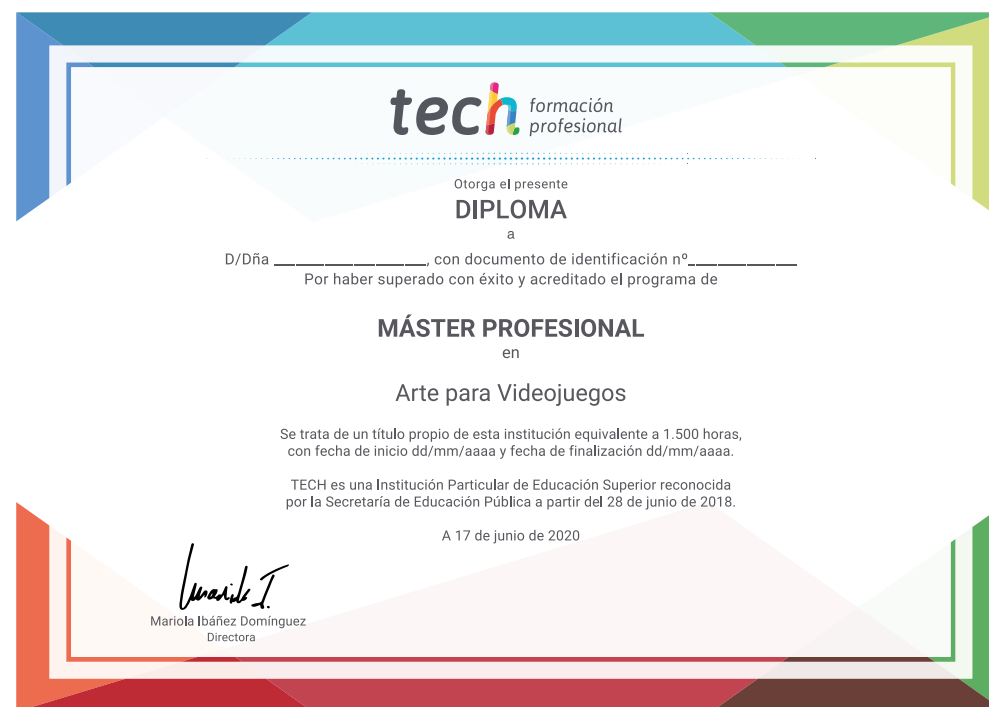 tech formación
profesional
Otorga el presente
DIPLOMA
a
D/Dña ____________________, con documento de identificación nº______________
Por haber superado con éxito y acreditado el programa de
MÁSTER PROFESIONAL
en
Arte para Videojuegos
Se trata de un título propio de esta institución equivalente a 1.500 horas,
con fecha de inicio dd/mm/aaaa y fecha de finalización dd/mm/aaaa.
TECH es una Institución Particular de Educación Superior reconocida
por la Secretaría de Educación Pública a partir del 28 de junio de 2018.
A 17 de junio de 2020
Mariola Ibáñez Domínguez
Directora